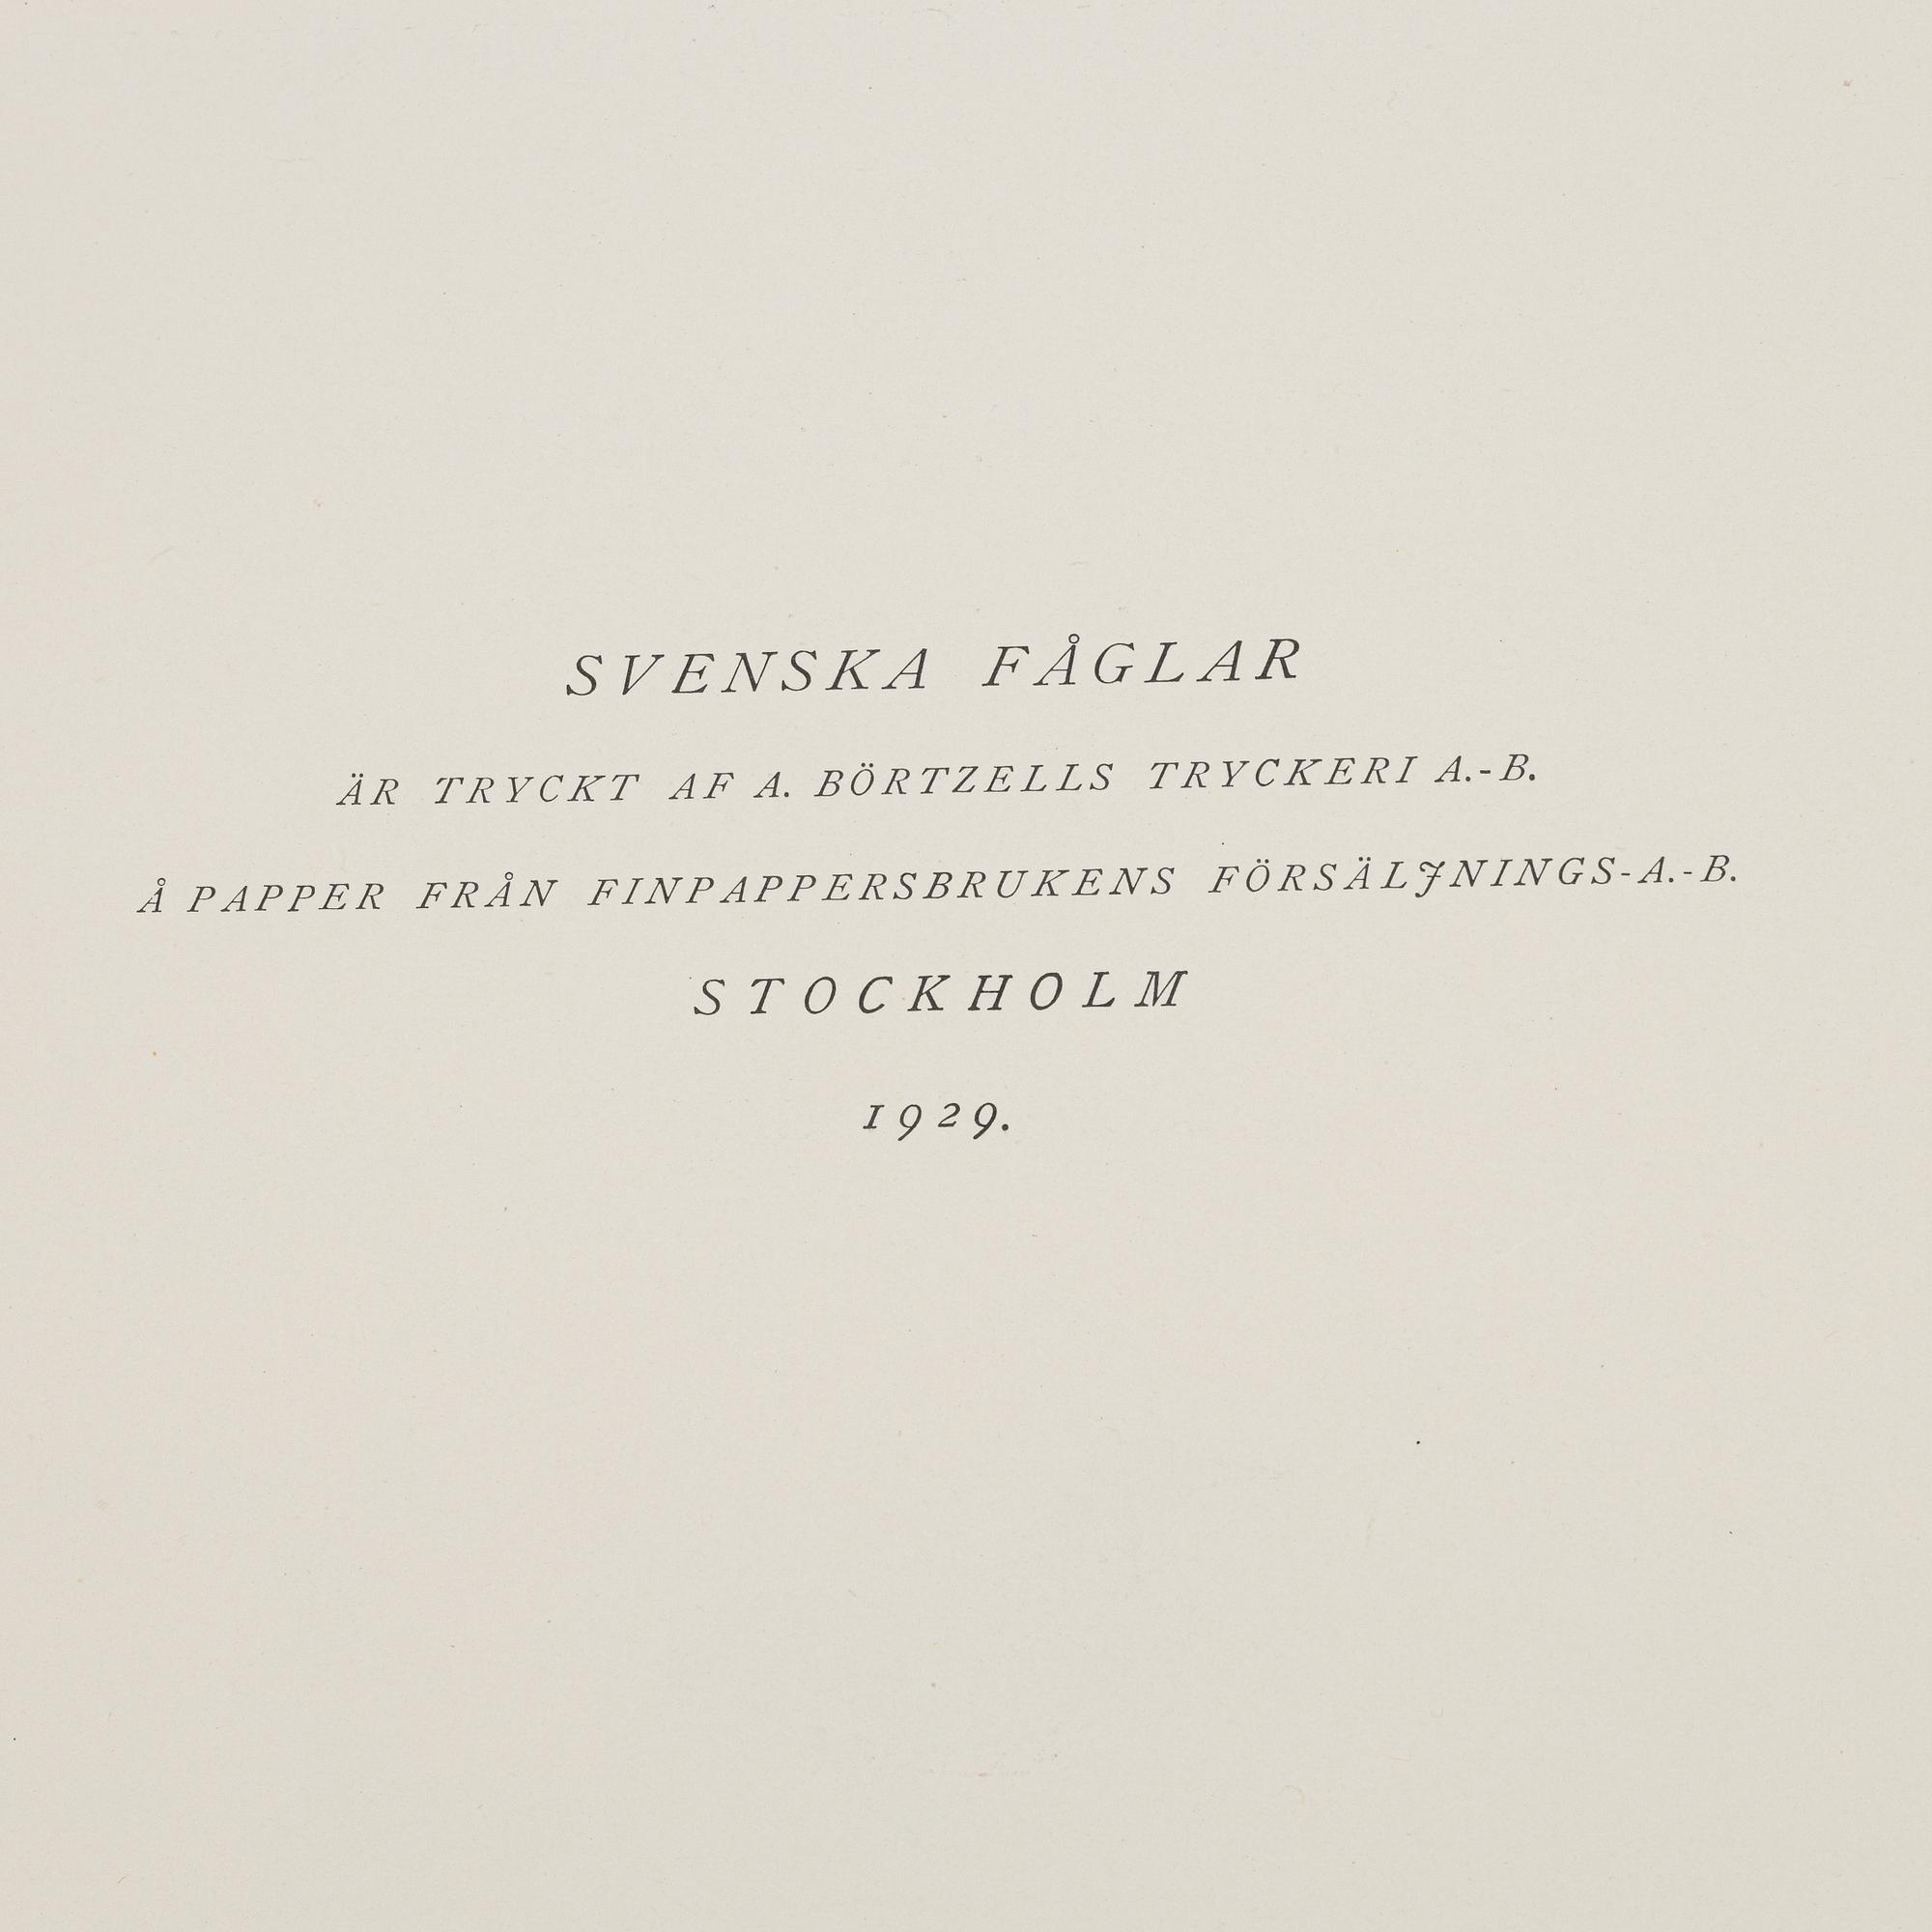 SVENSKA FÅGLAR
ÄR TRYCKT AF A. BÖRTZELLS TRYCKERI A.-B.
Å PAPPER FRÅN FINPAPPERSBRUKENS FÖRSÄLJNINGS-A.-B.
STOCKHOLM
1929.